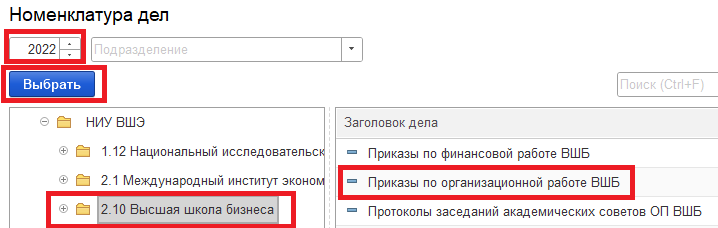 Номенклатура дел
2022 Подразделение
Выбрать Поиск (Ctrl+F)
НИУ ВШЭ
1.12 Национальный исследовательск
2.1 Международный институт эконом
2.10 Высшая школа бизнеса
Заголовок дела
Приказы по финансовой работе ВШБ
Приказы по организационной работе ВШБ
Протоколы заседаний академических советов ОП ВШБ